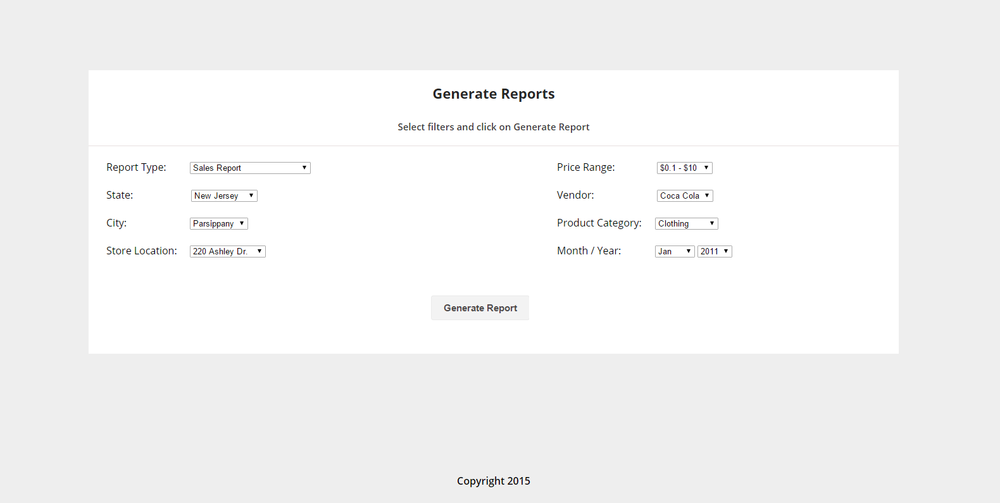 Generate Reports
Select filters and click on Generate Report
Report Type: Sales Report
State: New Jersey
City: Parsippany
Store Location: 220 Ashley Dr.
Price Range: $0.1 - $10
Vendor: Coca Cola
Product Category: Clothing
Month / Year: Jan 2011
Generate Report
Copyright 2015